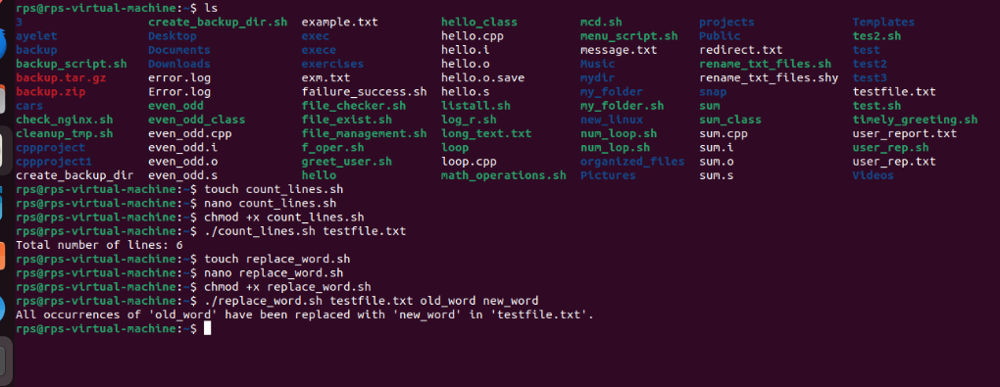 rps@rps-virtual-machine:~$ ls
3 create_backup_dir.sh example.txt hello_class mcd.sh projects Templates
ayelet Desktop exec hello.cpp menu_script.sh Public tes2.sh
backup Documents exece hello.i message.txt redirect.txt test
backup_script.sh Downloads exercises hello.o Music rename_txt_files.sh test2
backup.tar.gz error.log exm.txt hello.o.save mydir rename_txt_files.shy test3
backup.zip Error.log failure_success.sh hello.s my_folder snap testfile.txt
cars even_odd file_checker.sh listall.sh my_folder.sh sum test.sh
check_nginx.sh even_odd_class file_exist.sh log_r.sh new_linux sum_class timely_greeting.sh
cleanup_tmp.sh even_odd.cpp file_management.sh long_text.txt num_loop.sh sum.cpp user_report.txt
cppproject even_odd.i f_oper.sh loop num_lop.sh sum.i user_rep.sh
cppproject1 even_odd.o greet_user.sh loop.cpp organized_files sum.o user_rep.txt
create_backup_dir even_odd.s hello math_operations.sh Pictures sum.s Videos
rps@rps-virtual-machine:~$ touch count_lines.sh
rps@rps-virtual-machine:~$ nano count_lines.sh
rps@rps-virtual-machine:~$ chmod +x count_lines.sh
rps@rps-virtual-machine:~$ ./count_lines.sh testfile.txt
Total number of lines: 6
rps@rps-virtual-machine:~$ touch replace_word.sh
rps@rps-virtual-machine:~$ nano replace_word.sh
rps@rps-virtual-machine:~$ chmod +x replace_word.sh
rps@rps-virtual-machine:~$ ./replace_word.sh testfile.txt old_word new_word
All occurrences of 'old_word' have been replaced with 'new_word' in 'testfile.txt'.
rps@rps-virtual-machine:~$